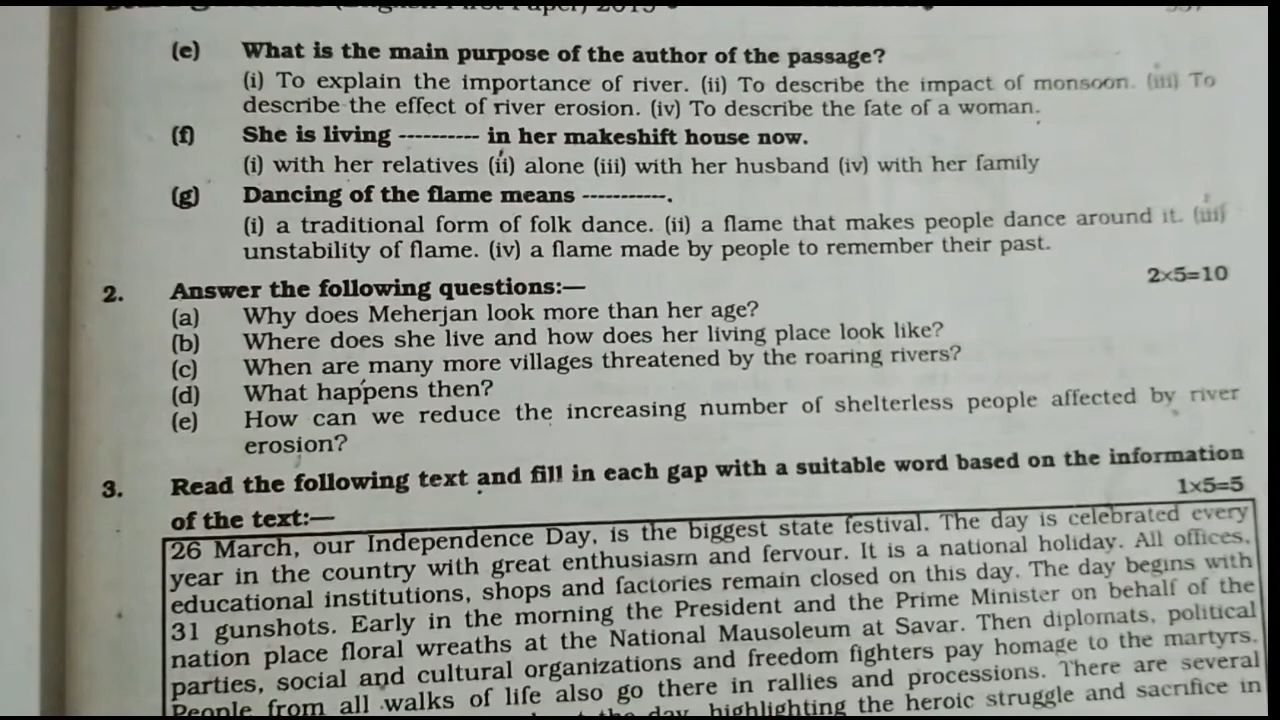 (English First Paper) 2015
(e) What is the main purpose of the author of the passage?
(i) To explain the importance of river. (ii) To describe the impact of monsoon. (iii) To
describe the effect of river erosion. (iv) To describe the fate of a woman.
(f) She is living ---------- in her makeshift house now.
(i) with her relatives (ii) alone (iii) with her husband (iv) with her family
(g) Dancing of the flame means -----------.
(i) a traditional form of folk dance. (ii) a flame that makes people dance around it. (iii)
unstability of flame. (iv) a flame made by people to remember their past.
2. Answer the following questions:— 2×5=10
(a) Why does Meherjan look more than her age?
(b) Where does she live and how does her living place look like?
(c) When are many more villages threatened by the roaring rivers?
(d) What happens then?
(e) How can we reduce the increasing number of shelterless people affected by river
erosion?
3. Read the following text and fill in each gap with a suitable word based on the information
of the text:— 1×5=5
26 March, our Independence Day, is the biggest state festival. The day is celebrated every
year in the country with great enthusiasm and fervour. It is a national holiday. All offices,
educational institutions, shops and factories remain closed on this day. The day begins with
31 gunshots. Early in the morning the President and the Prime Minister on behalf of the
nation place floral wreaths at the National Mausoleum at Savar. Then diplomats, political
parties, social and cultural organizations and freedom fighters pay homage to the martyrs.
People from all walks of life also go there in rallies and processions. There are several
the day, highlighting the heroic struggle and sacrifice in